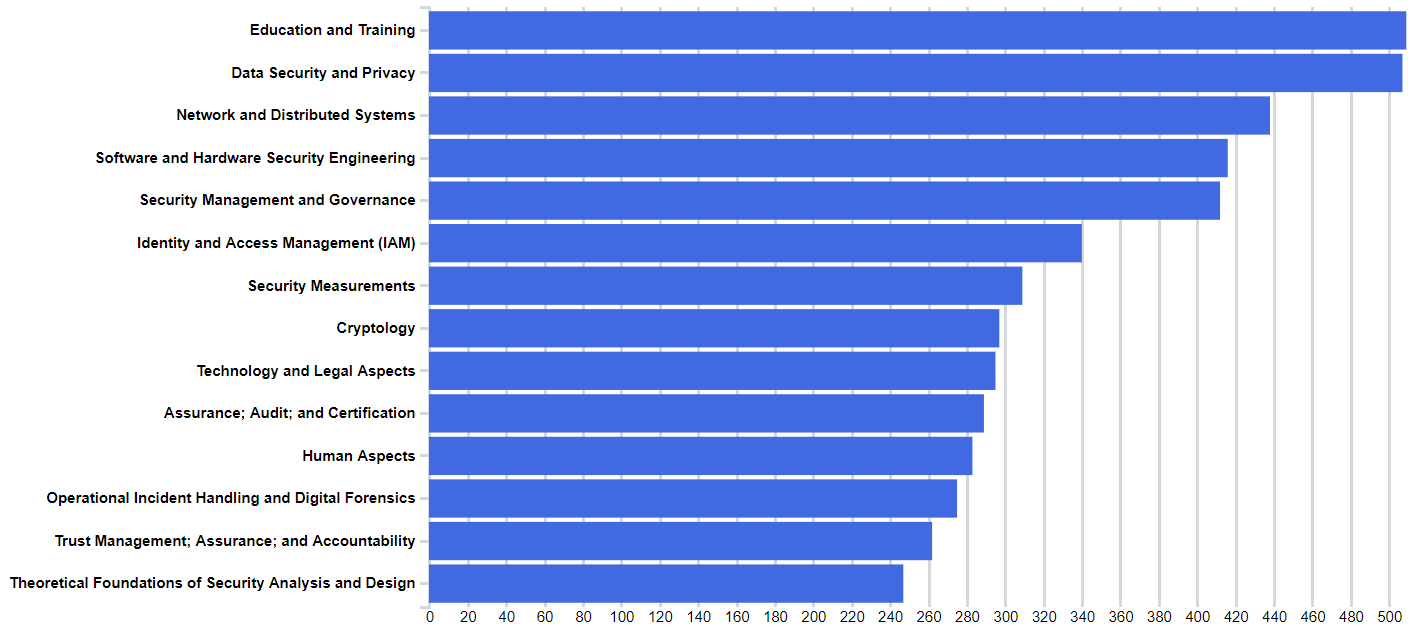 Education and Training
Data Security and Privacy
Network and Distributed Systems
Software and Hardware Security Engineering
Security Management and Governance
Identity and Access Management (IAM)
Security Measurements
Cryptology
Technology and Legal Aspects
Assurance; Audit; and Certification
Human Aspects
Operational Incident Handling and Digital Forensics
Trust Management; Assurance; and Accountability
Theoretical Foundations of Security Analysis and Design
0 20 40 60 80 100 120 140 160 180 200 220 240 260 280 300 320 340 360 380 400 420 440 460 480 500